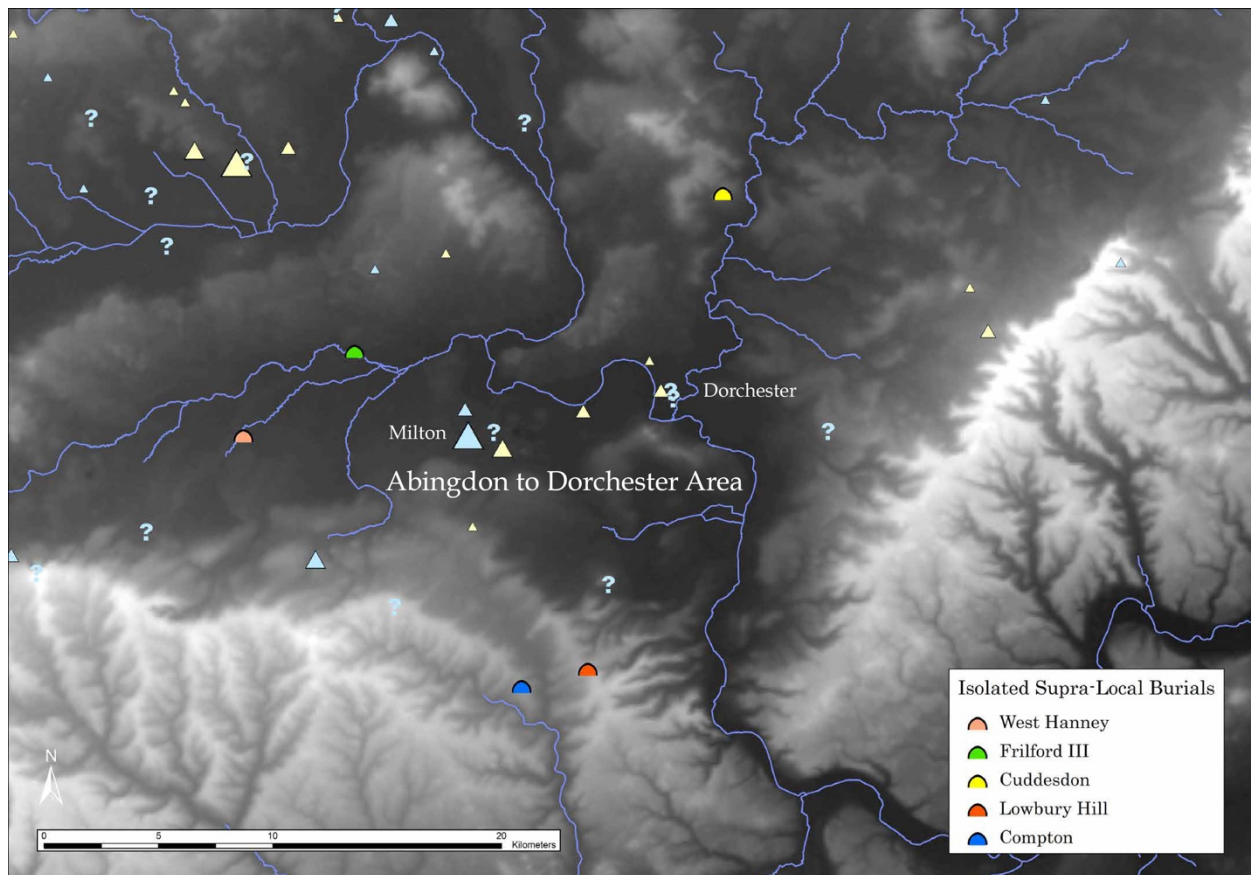 ?
?
?
?
?
?
Dorchester
?
?
Milton
?
?
Abingdon to Dorchester Area
?
?
?
?
Isolated Supra-Local Burials
West Hanney
Frilford III
Cuddesdon
Lowbury Hill
Compton
N
0 5 10 20
Kilometers